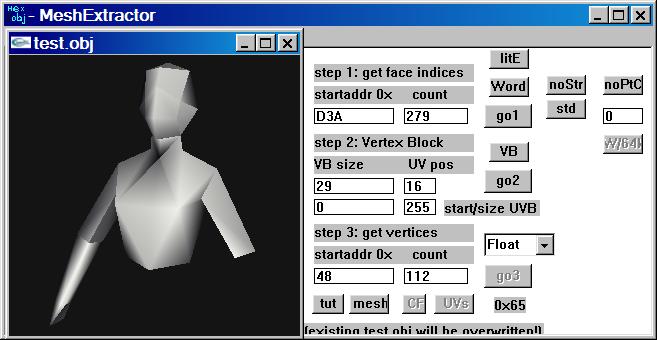 Hex
obj - MeshExtractor
test.obj
litE
step 1: get face indices
Word
noStr
noPtC
startaddr 0x count
std
D3A
279
go1
0
step 2: Vertex Block
VB
W/64k
VB size UV pos
go2
29
16
0
255
start/size UVB
step 3: get vertices
Float
startaddr 0x count
48
112
go3
tut
mesh
CF
UVs
0x65
(existing test.obj will be overwritten!)